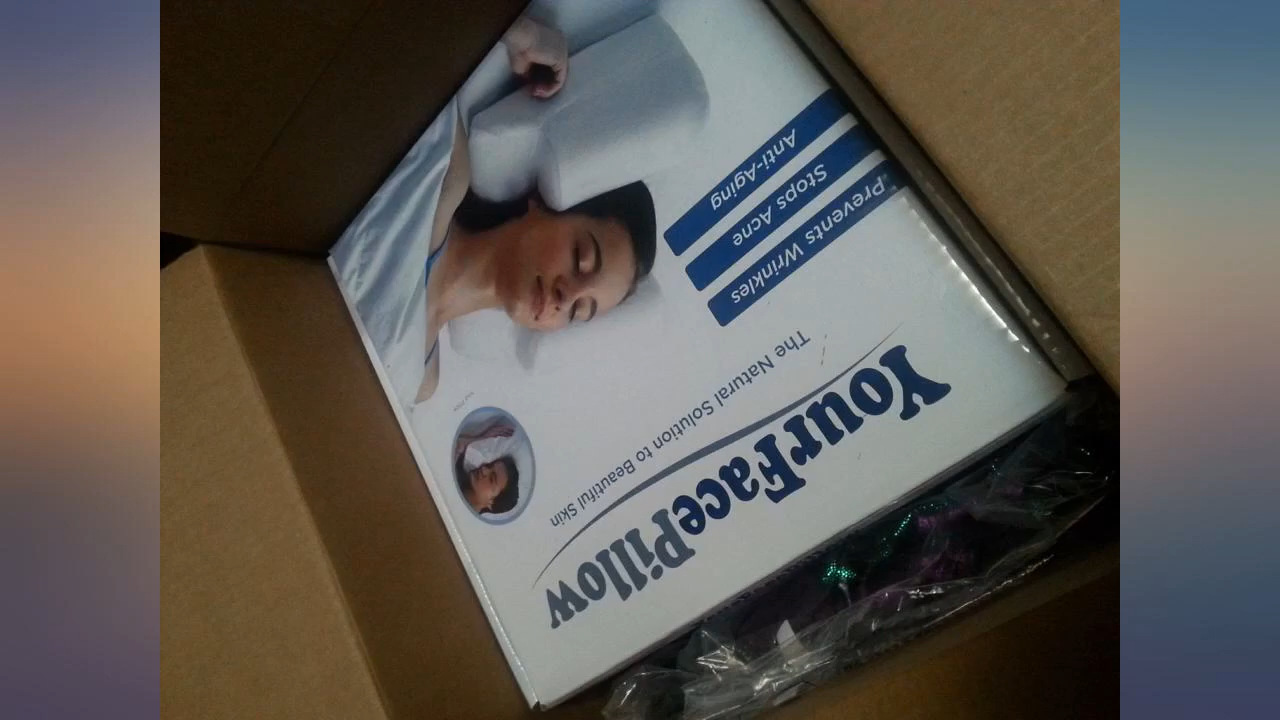 YourFacePillow
The Natural Solution to Beautiful Skin
Prevents Wrinkles
Stops Acne
Anti-Aging